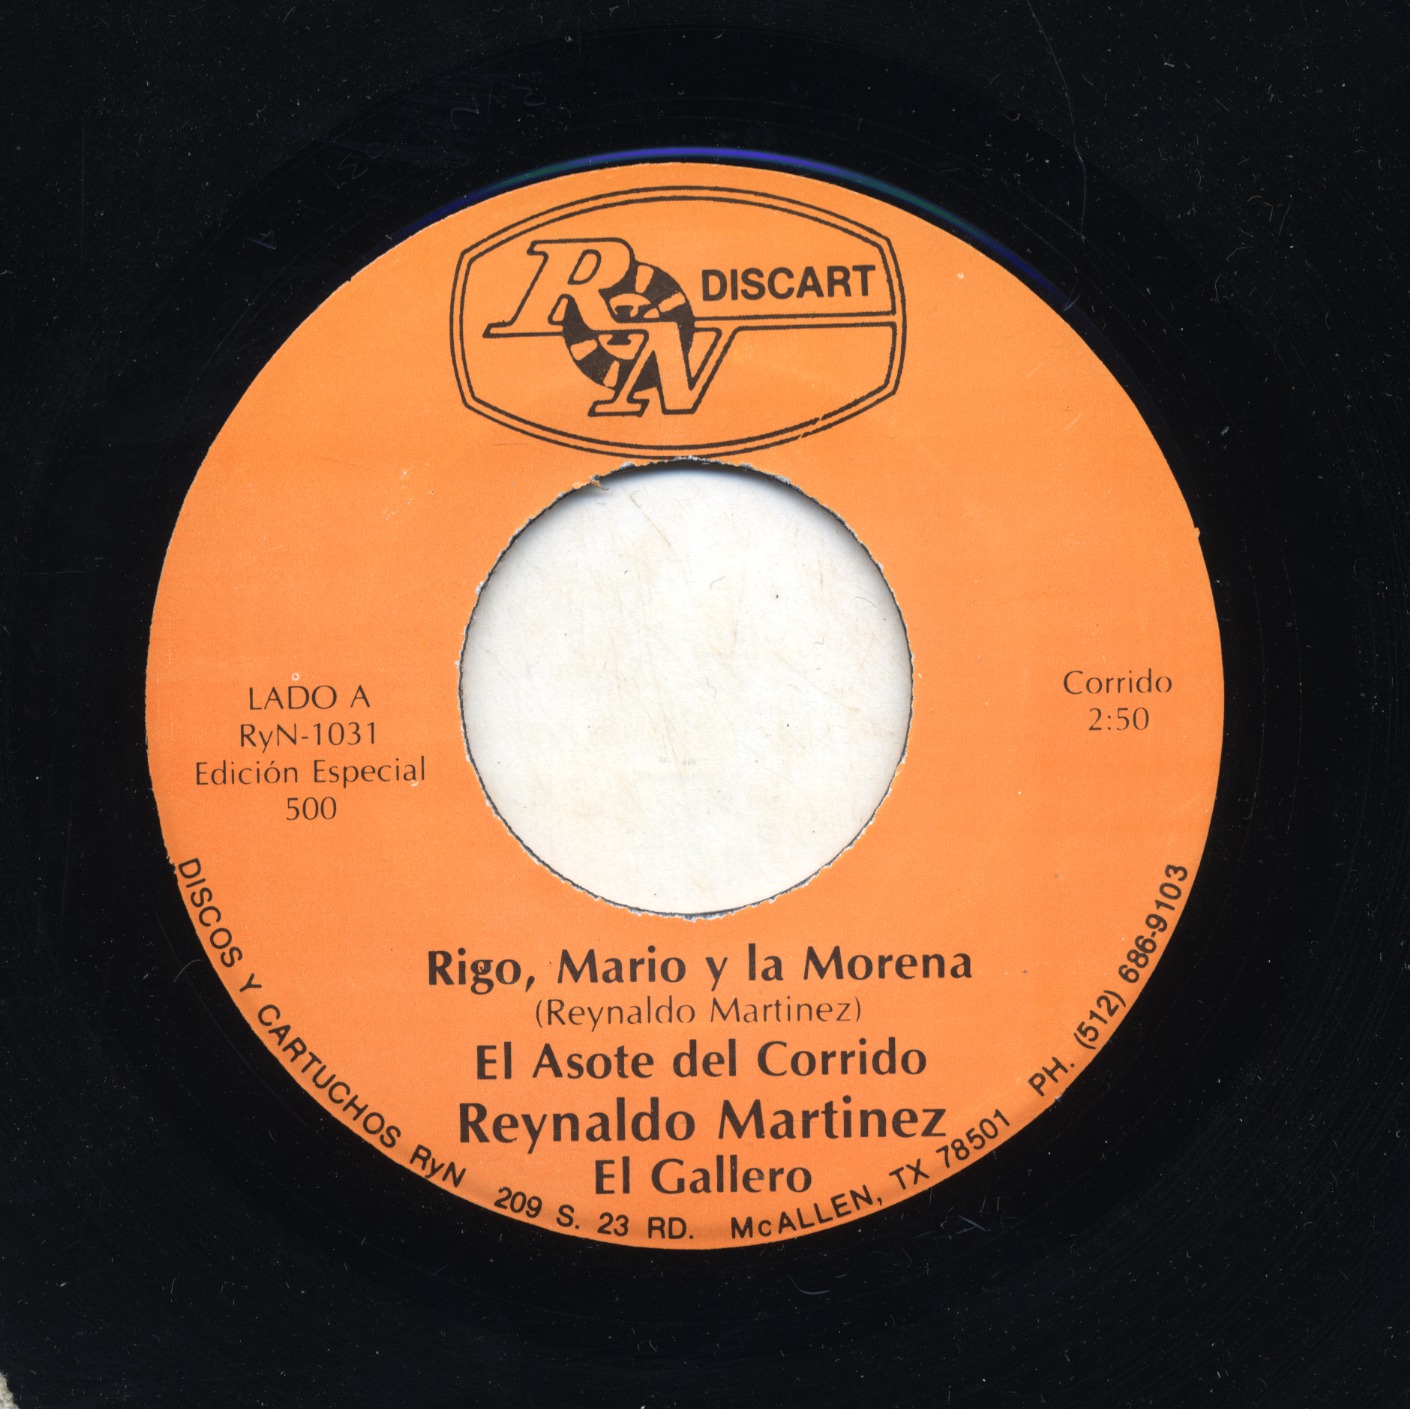 RyN DISCART
LADO A
RyN-1031
Edición Especial
500
Corrido
2:50
Rigo, Mario y la Morena
(Reynaldo Martinez)
El Asote del Corrido
Reynaldo Martinez
El Gallero
DISCOS Y CARTUCHOS RyN 209 S. 23 RD. McALLEN, TX 78501 PH. (512) 686-9103